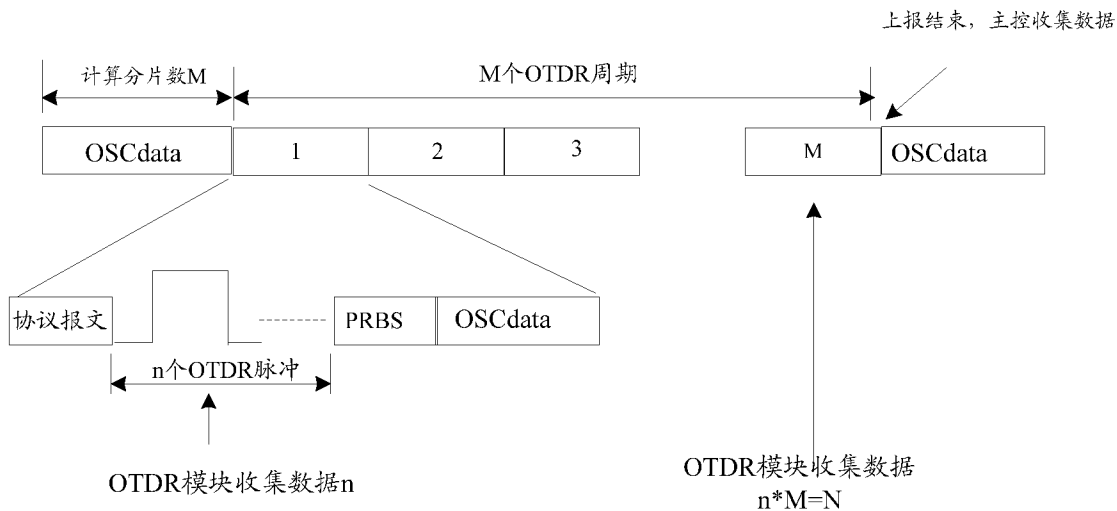 上报结束，主控收集数据
计算分片数M
M个OTDR周期
OSCdata
1
2
3
M
OSCdata
协议报文
PRBS
OSCdata
n个OTDR脉冲
OTDR模块收集数据n
OTDR模块收集数据
n*M=N